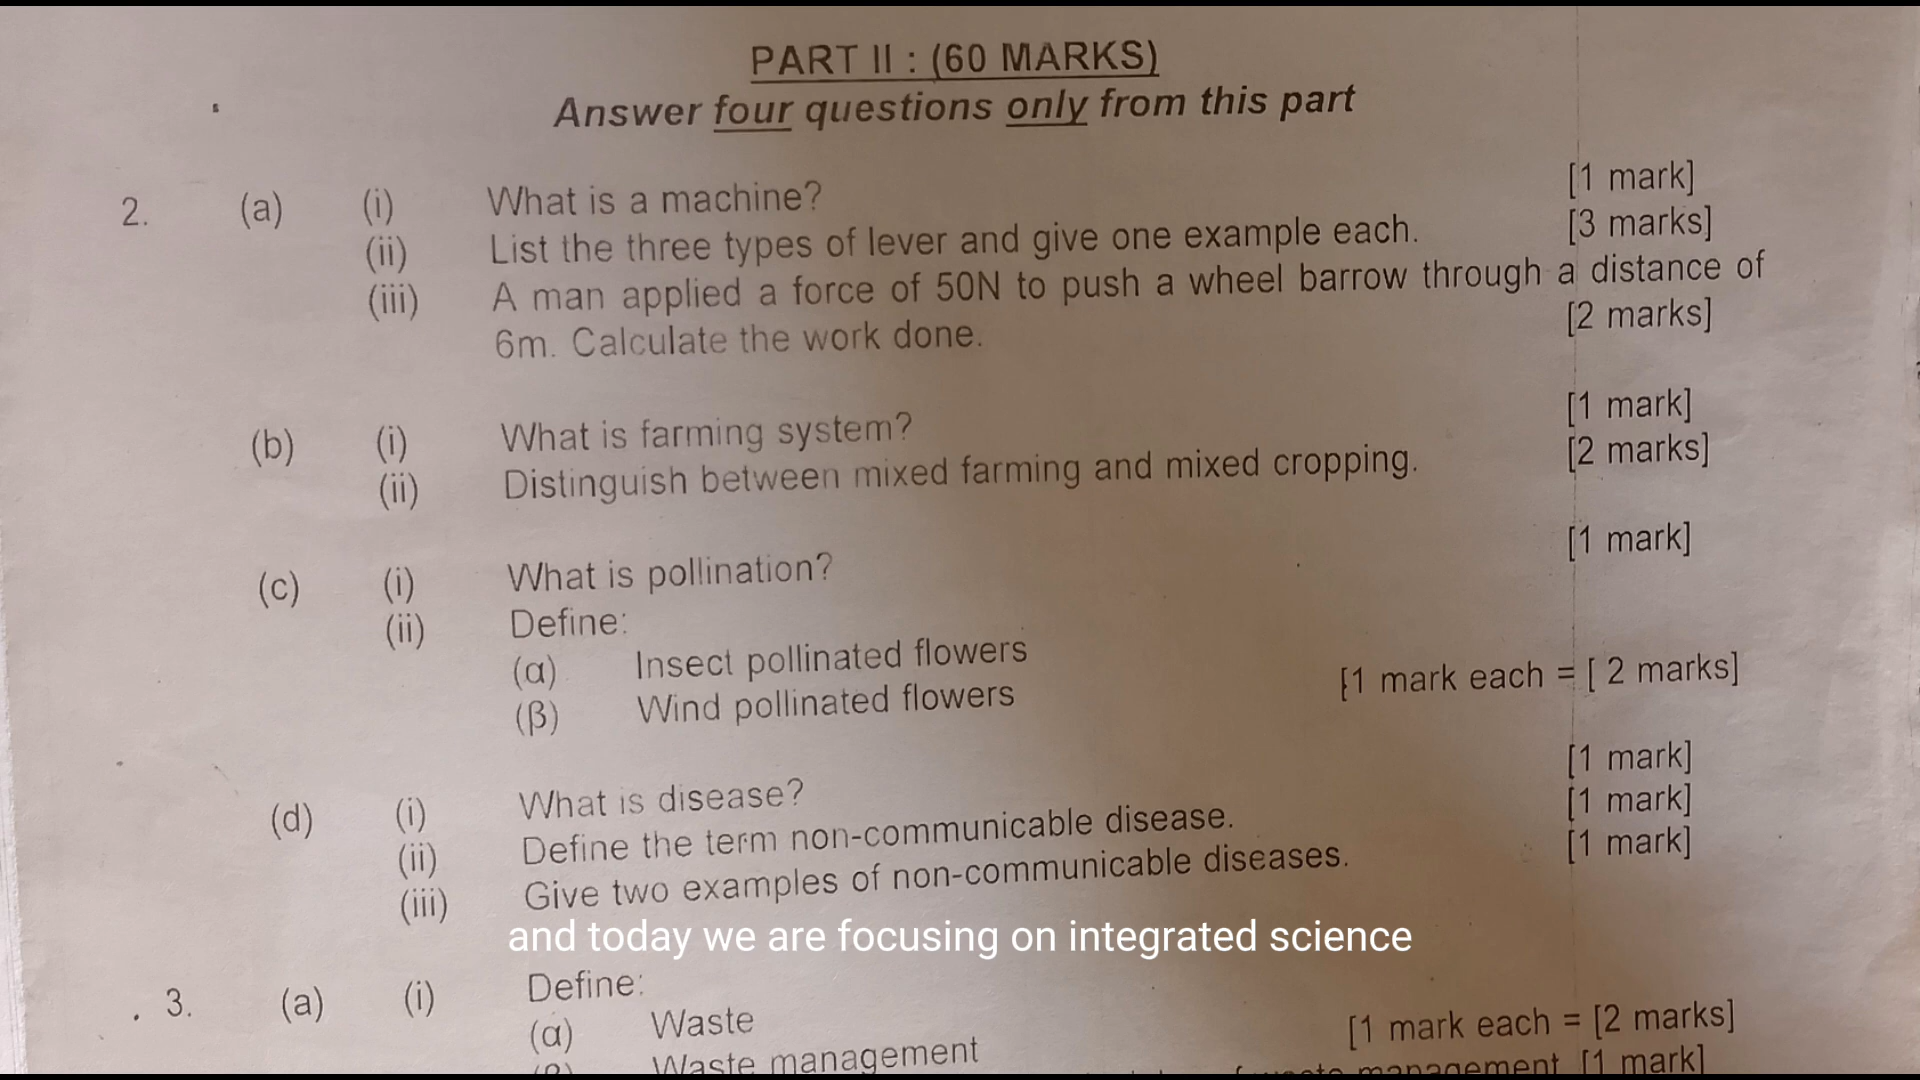 PART II : (60 MARKS)
Answer four questions only from this part
2. (a) (i) What is a machine? [1 mark]
(ii) List the three types of lever and give one example each. [3 marks]
(iii) A man applied a force of 50N to push a wheel barrow through a distance of
6m. Calculate the work done. [2 marks]
(b) (i) What is farming system? [1 mark]
(ii) Distinguish between mixed farming and mixed cropping. [2 marks]
(c) (i) What is pollination? [1 mark]
(ii) Define:
(α) Insect pollinated flowers
(β) Wind pollinated flowers [1 mark each = [ 2 marks]
(d) (i) What is disease? [1 mark]
(ii) Define the term non-communicable disease. [1 mark]
(iii) Give two examples of non-communicable diseases. [1 mark]
and today we are focusing on integrated science
3. (a) (i) Define:
(α) Waste [1 mark each = [2 marks]
Waste management
management [1 mark]